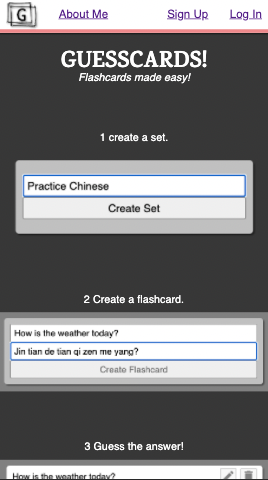 G
About Me
Sign Up
Log In
GUESSCARDS!
Flashcards made easy!
1 create a set.
Practice Chinese
Create Set
2 Create a flashcard.
How is the weather today?
Jin tian de tian qi zen me yang?
Create Flashcard
3 Guess the answer!
How is the weather today?